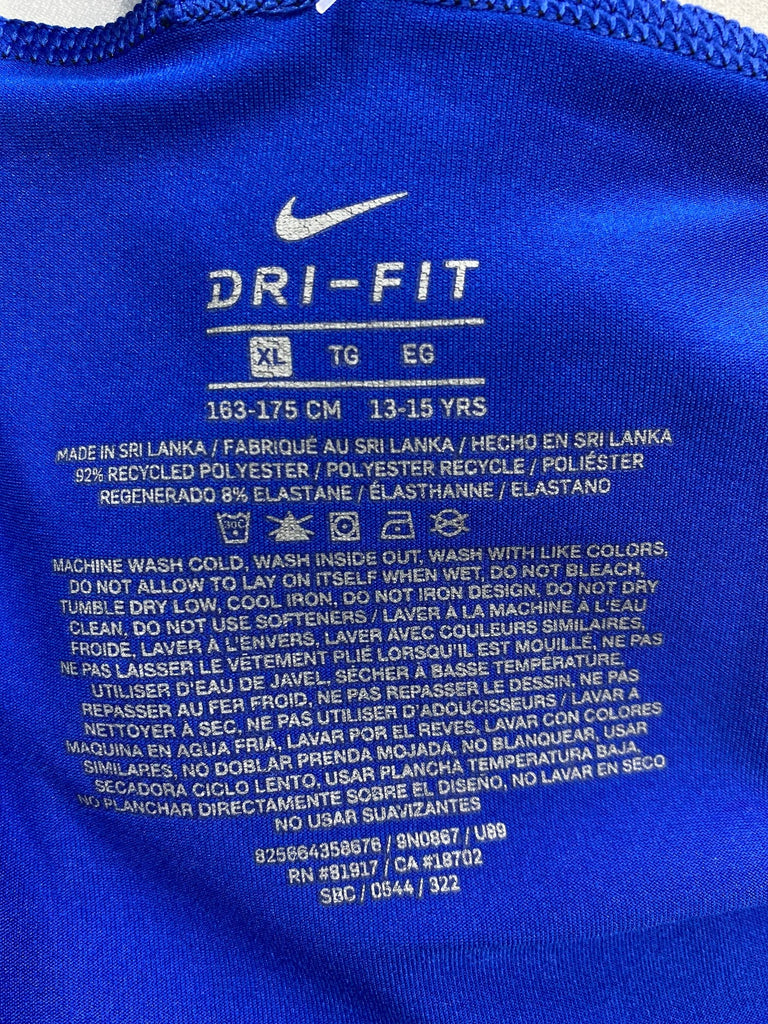 DRI-FIT
XL TG EG
163-175 CM 13-15 YRS
MADE IN SRI LANKA / FABRIQUÉ AU SRI LANKA / HECHO EN SRI LANKA
92% RECYCLED POLYESTER / POLYESTER RECYCLE / POLIÉSTER
REGENERADO 8% ELASTANE / ÉLASTHANNE / ELASTANO
30C
MACHINE WASH COLD, WASH INSIDE OUT, WASH WITH LIKE COLORS,
DO NOT ALLOW TO LAY ON ITSELF WHEN WET, DO NOT BLEACH,
TUMBLE DRY LOW, COOL IRON, DO NOT IRON DESIGN, DO NOT DRY
CLEAN, DO NOT USE SOFTENERS / LAVER À LA MACHINE À L'EAU
FROIDE, LAVER À L'ENVERS, LAVER AVEC COULEURS SIMILAIRES,
NE PAS LAISSER LE VÊTEMENT PLIÉ LORSQU'IL EST MOUILLÉ, NE PAS
UTILISER D'EAU DE JAVEL, SÉCHER À BASSE TEMPÉRATURE,
REPASSER AU FER FROID, NE PAS REPASSER LE DESSIN, NE PAS
NETTOYER À SEC, NE PAS UTILISER D'ADOUCISSEURS / LAVAR A
MAQUINA EN AGUA FRIA, LAVAR POR EL REVES, LAVAR CON COLORES
SIMILARES, NO DOBLAR PRENDA MOJADA, NO BLANQUEAR, USAR
SECADORA CICLO LENTO, USAR PLANCHA TEMPERATURA BAJA,
NO PLANCHAR DIRECTAMENTE SOBRE EL DISEÑO, NO LAVAR EN SECO
NO USAR SUAVIZANTES
825664358676 / 9N0867 / U89
RN #81917 / CA #18702
SBC / 0544 / 322